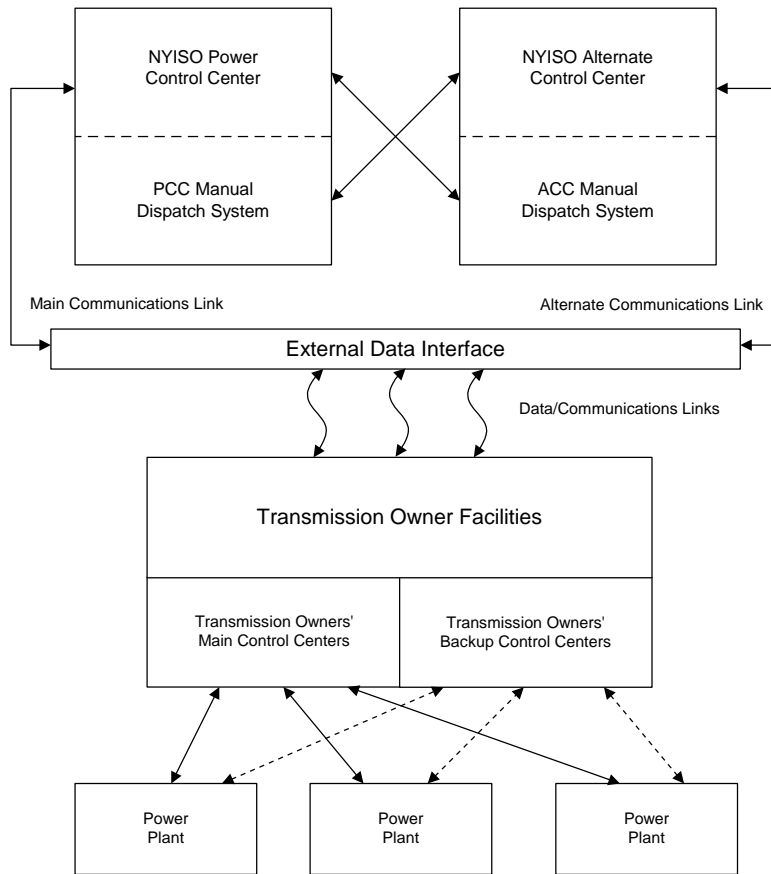 NYISO Power
Control Center
NYISO Alternate
Control Center
PCC Manual
Dispatch System
ACC Manual
Dispatch System
Main Communications Link
Alternate Communications Link
External Data Interface
Data/Communications Links
Transmission Owner Facilities
Transmission Owners'
Main Control Centers
Transmission Owners'
Backup Control Centers
Power
Plant
Power
Plant
Power
Plant